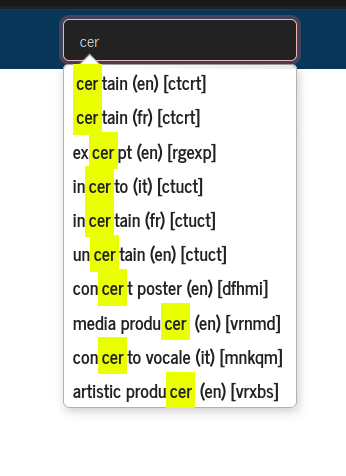 cer
certain (en) [ctcrt]
certain (fr) [ctcrt]
excerpt (en) [rgexp]
incerto (it) [ctuct]
incertain (fr) [ctuct]
uncertain (en) [ctuct]
concert poster (en) [dfhmi]
media producer (en) [vrnmd]
concerto vocale (it) [mnkqm]
artistic producer (en) [vrxbs]